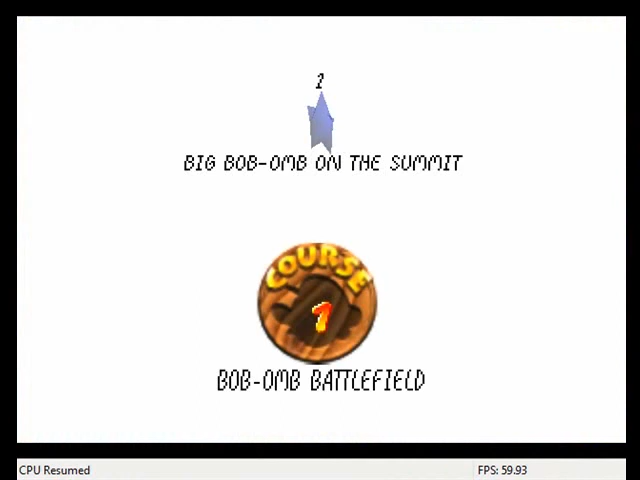 1
BIG BOB-OMB ON THE SUMMIT
COURSE
1
BOB-OMB BATTLEFIELD
CPU Resumed
FPS: 59.93